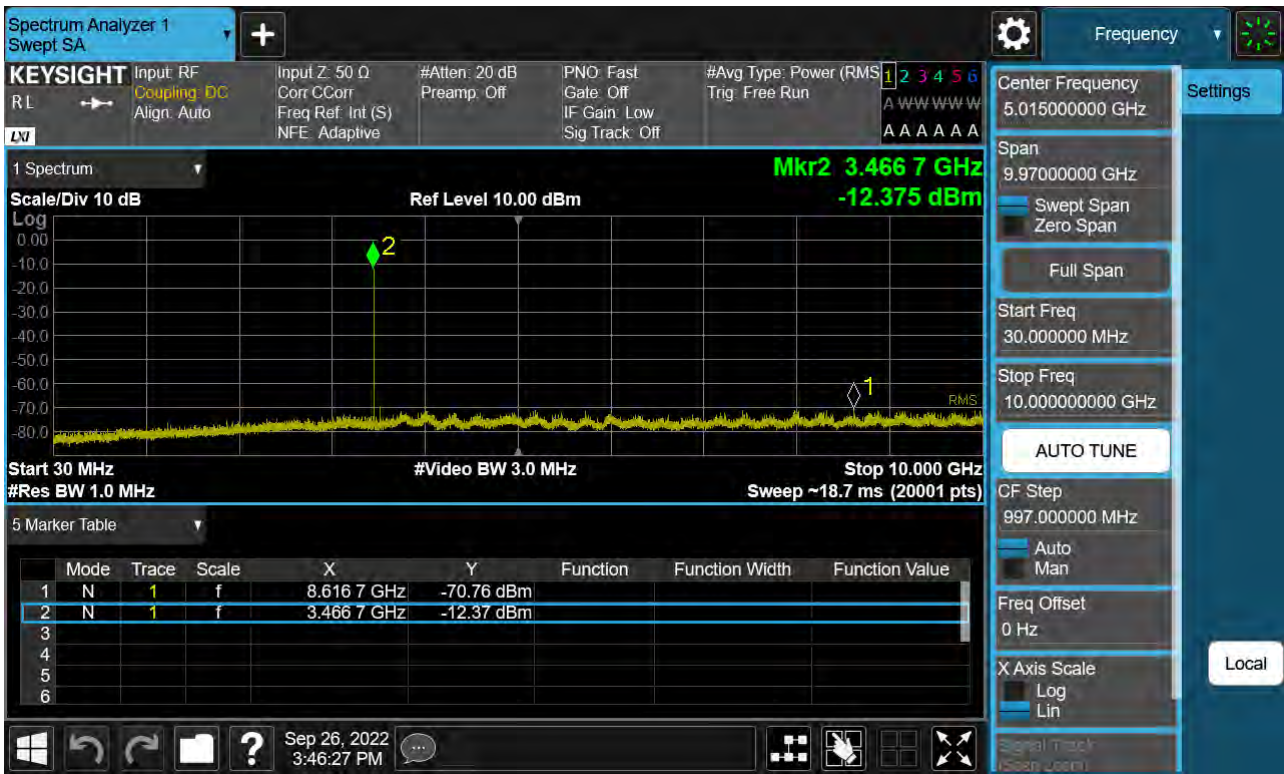 Spectrum Analyzer 1
Swept SA
+
Frequency
KEYSIGHT
RL
LXI
Input: RF
Coupling: DC
Align: Auto
Input Z: 50 Ω
Corr CCorr
Freq Ref: Int (S)
NFE: Adaptive
#Atten: 20 dB
Preamp: Off
PNO: Fast
Gate: Off
IF Gain: Low
Sig Track: Off
#Avg Type: Power (RMS
Trig: Free Run
1 2 3 4 5 6
A W W W W W
A A A A A A
1 Spectrum
Mkr2 3.466 7 GHz
Scale/Div 10 dB
Ref Level 10.00 dBm
-12.375 dBm
Log
0.00
-10.0
-20.0
-30.0
-40.0
-50.0
-60.0
-70.0
-80.0
2
1
RMS
Start 30 MHz
#Video BW 3.0 MHz
Stop 10.000 GHz
#Res BW 1.0 MHz
Sweep ~18.7 ms (20001 pts)
5 Marker Table
Mode Trace Scale X Y Function Function Width Function Value
1 N 1 f 8.616 7 GHz -70.76 dBm
2 N 1 f 3.466 7 GHz -12.37 dBm
3
4
5
6
Sep 26, 2022
3:46:27 PM
?
Center Frequency
5.015000000 GHz
Settings
Span
9.97000000 GHz
Swept Span
Zero Span
Full Span
Start Freq
30.000000 MHz
Stop Freq
10.000000000 GHz
AUTO TUNE
CF Step
997.000000 MHz
Auto
Man
Freq Offset
0 Hz
X Axis Scale
Log
Lin
Local
Signal Track
(Span Zoom)